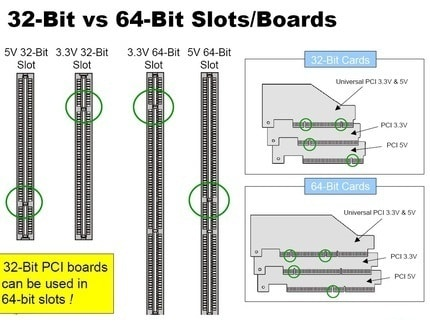 32-Bit vs 64-Bit Slots/Boards
5V 32-Bit
Slot
3.3V 32-Bit
Slot
3.3V 64-Bit
Slot
5V 64-Bit
Slot
32-Bit Cards
Universal PCI 3.3V & 5V
PCI 3.3V
PCI 5V
64-Bit Cards
Universal PCI 3.3V & 5V
PCI 3.3V
PCI 5V
32-Bit PCI boards
can be used in
64-bit slots !